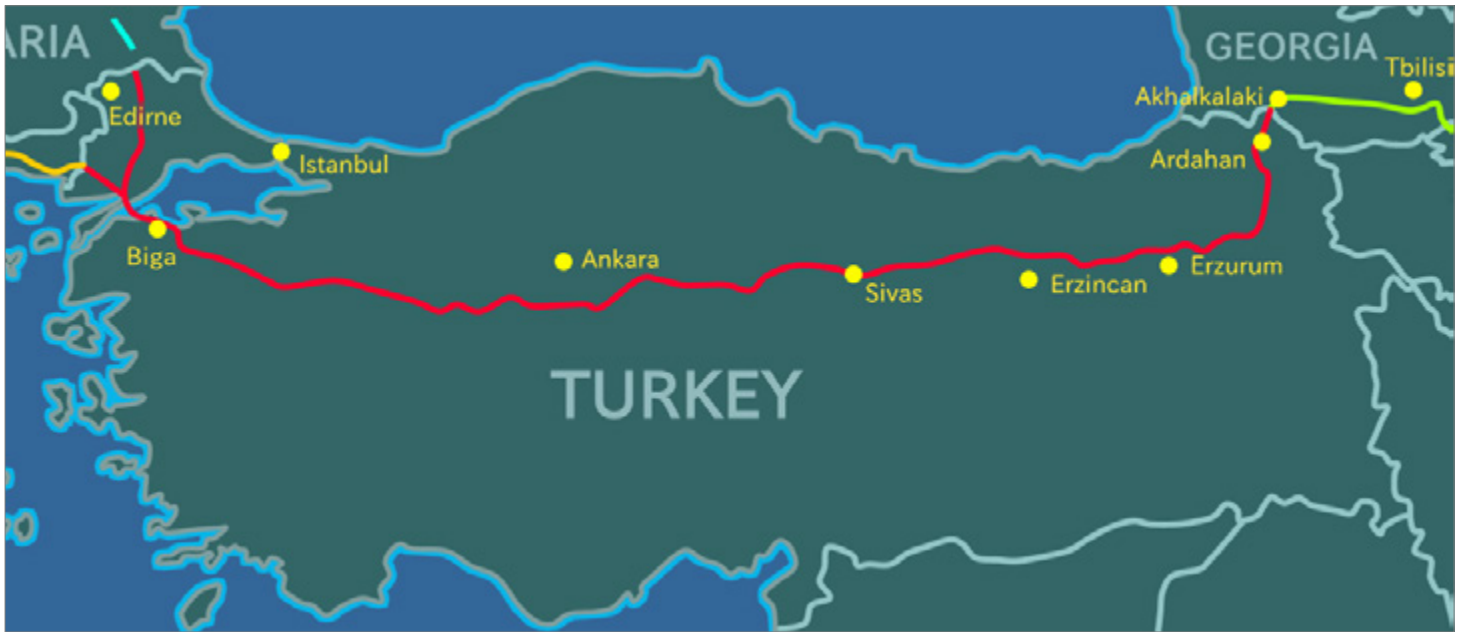 ARIA
GEORGIA
Tbilisi
Akhalkalaki
Edirne
Istanbul
Ardahan
Biga
Ankara
Sivas
Erzincan
Erzurum
TURKEY